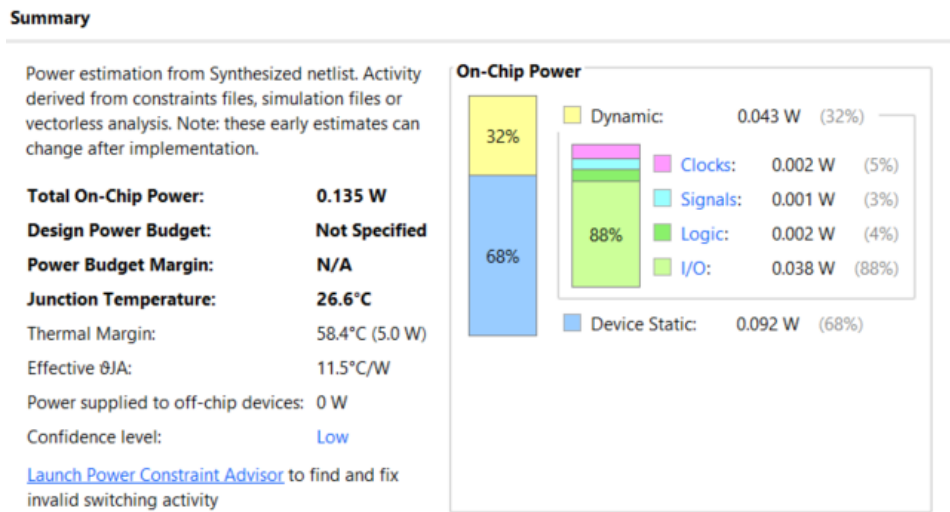 Summary
Power estimation from Synthesized netlist. Activity
derived from constraints files, simulation files or
vectorless analysis. Note: these early estimates can
change after implementation.
Total On-Chip Power: 0.135 W
Design Power Budget: Not Specified
Power Budget Margin: N/A
Junction Temperature: 26.6°C
Thermal Margin: 58.4°C (5.0 W)
Effective ϑJA: 11.5°C/W
Power supplied to off-chip devices: 0 W
Confidence level: Low
Launch Power Constraint Advisor to find and fix
invalid switching activity
On-Chip Power
32%
68%
Dynamic: 0.043 W (32%)
88%
Clocks: 0.002 W (5%)
Signals: 0.001 W (3%)
Logic: 0.002 W (4%)
I/O: 0.038 W (88%)
Device Static: 0.092 W (68%)